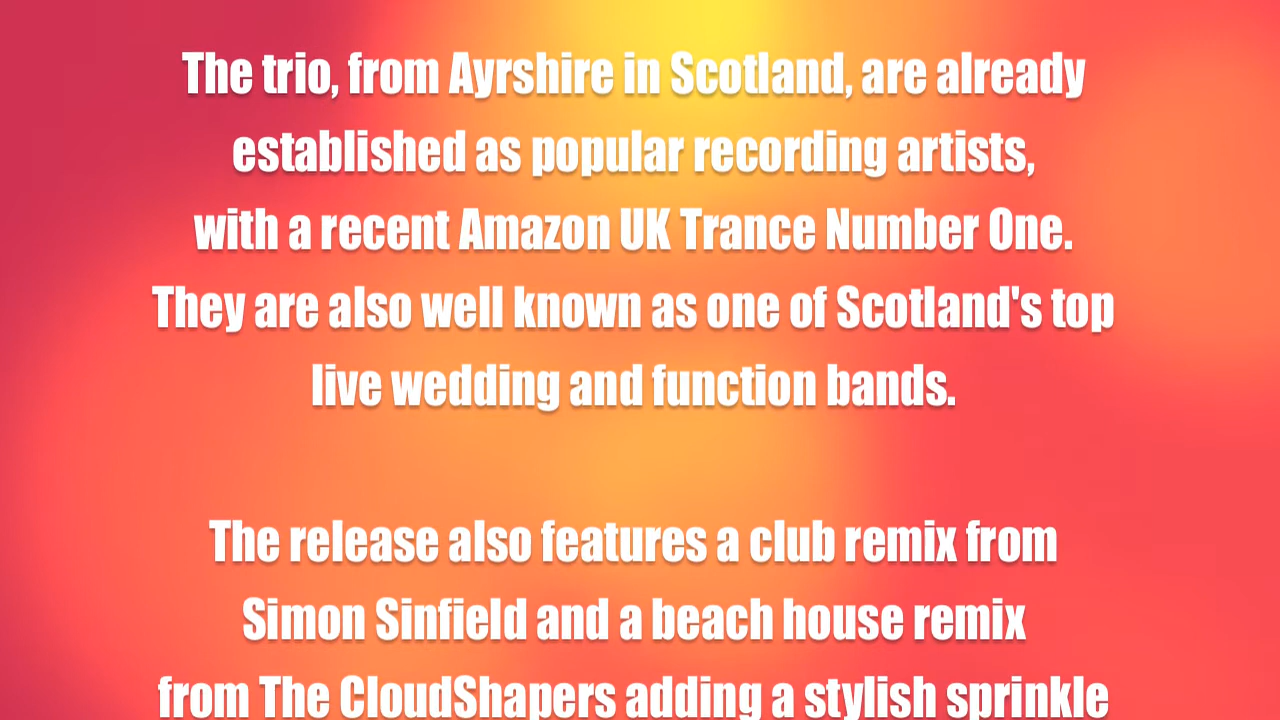 The trio, from Ayrshire in Scotland, are already
established as popular recording artists,
with a recent Amazon UK Trance Number One.
They are also well known as one of Scotland's top
live wedding and function bands.
The release also features a club remix from
Simon Sinfield and a beach house remix
from The CloudShapers adding a stylish sprinkle